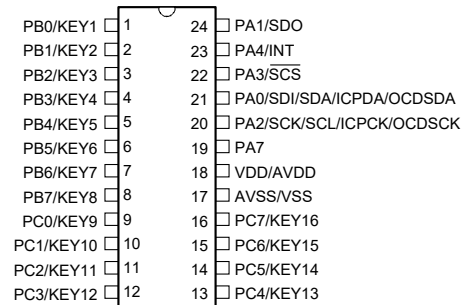 PB0/KEY1 1 24 PA1/SDO
PB1/KEY2 2 23 PA4/INT
PB2/KEY3 3 22 PA3/SCS
PB3/KEY4 4 21 PA0/SDI/SDA/ICPDA/OCDSDA
PB4/KEY5 5 20 PA2/SCK/SCL/ICPCK/OCDSCK
PB5/KEY6 6 19 PA7
PB6/KEY7 7 18 VDD/AVDD
PB7/KEY8 8 17 AVSS/VSS
PC0/KEY9 9 16 PC7/KEY16
PC1/KEY10 10 15 PC6/KEY15
PC2/KEY11 11 14 PC5/KEY14
PC3/KEY12 12 13 PC4/KEY13